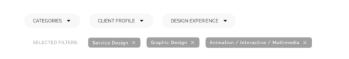 CATEGORIES CLIENT PROFILE DESIGN EXPERIENCE
SELECTED FILTERS: Service Design × Graphic Design × Animation / Interactive / Multimedia ×